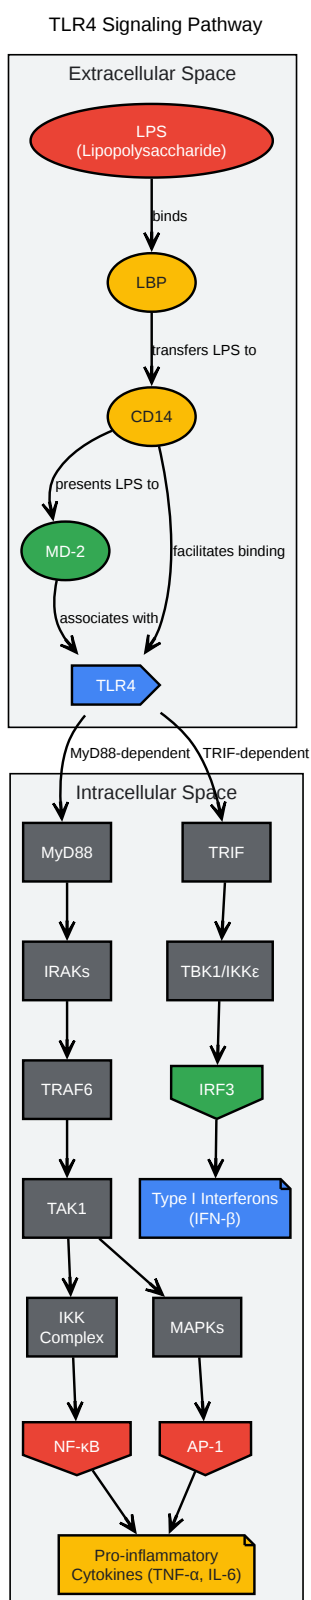 TLR4 Signaling Pathway
Extracellular Space
LPS
(Lipopolysaccharide)
binds
LBP
transfers LPS to
CD14
presents LPS to
MD-2
facilitates binding
associates with
TLR4
MyD88-dependent
TRIF-dependent
Intracellular Space
MyD88
TRIF
IRAKs
TBK1/IKKε
TRAF6
IRF3
TAK1
Type I Interferons
(IFN-β)
IKK
Complex
MAPKs
NF-κB
AP-1
Pro-inflammatory
Cytokines (TNF-α, IL-6)